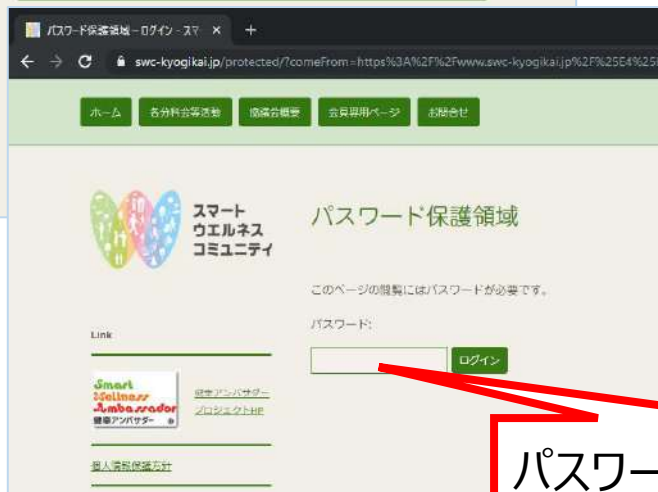 パスワード保護領域 – ログイン - スマ
swc-kyogikai.jp/protected/?comeFrom=https%3A%2F%2Fwww.swc-kyogikai.jp%2F%25E4%25
ホーム 各分科会等活動 協議会概要 会員専用ページ お問合せ
スマート
ウエルネス
コミュニティ
パスワード保護領域
このページの閲覧にはパスワードが必要です。
パスワード:
ログイン
Link
Smart
Wellness
Ambassador
健幸アンバサダー
健幸アンバサダー
プロジェクトHP
個人情報保護方針
パスワー